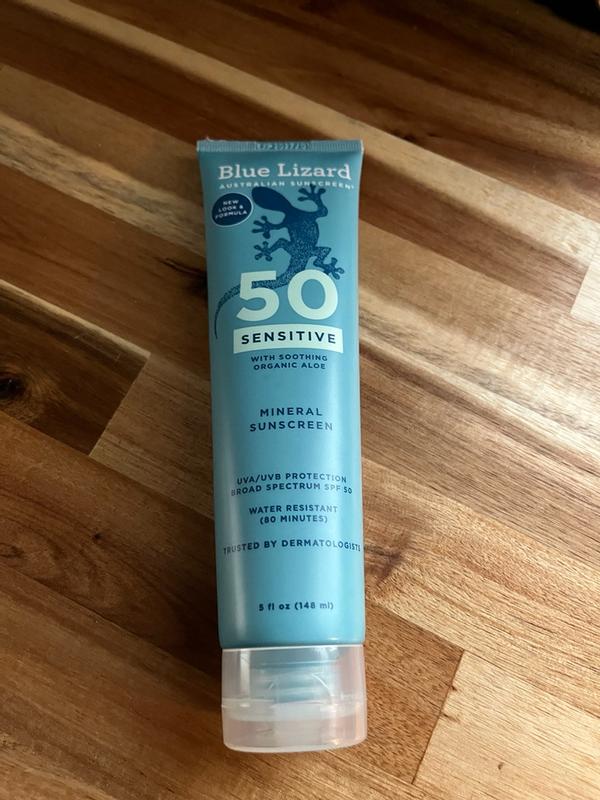 Blue Lizard
AUSTRALIAN SUNSCREEN®
NEW
LOOK &
FORMULA
50
SENSITIVE
WITH SOOTHING
ORGANIC ALOE
MINERAL
SUNSCREEN
UVA/UVB PROTECTION
BROAD SPECTRUM SPF 50
WATER RESISTANT
(80 MINUTES)
TRUSTED BY DERMATOLOGISTS
5 fl oz (148 ml)